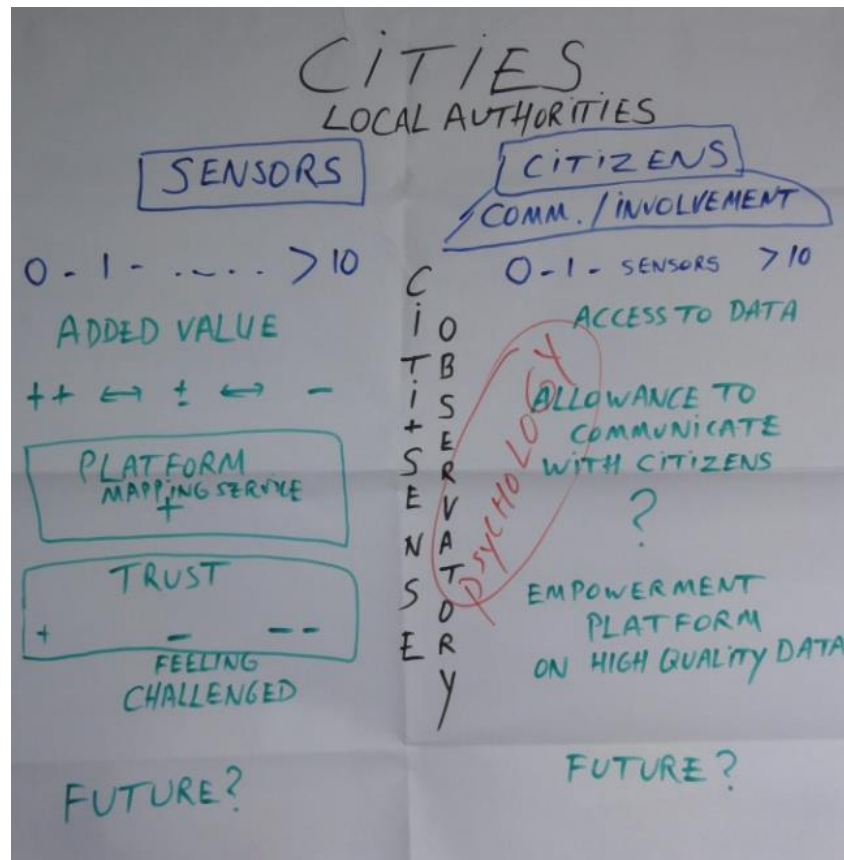 CiTiES
LOCAL AUTHORITIES
SENSORS
0 - 1 - ..... > 10
ADDED VALUE
++ ↔ ± ↔ -
PLATFORM
MAPPING SERVICE
+
TRUST
+ - --
FEELING
CHALLENGED
FUTURE?
CiTi+SENSE
OBSERVATORY
PSYCHOLOGY
CiTiZENS
COMM. / INVOLVEMENT
0 - 1 - SENSORS > 10
ACCESS TO DATA
ALLOWANCE TO
COMMUNICATE
WITH CITIZENS
?
EMPOWERMENT
PLATFORM
ON HIGH QUALITY DATA
FUTURE?